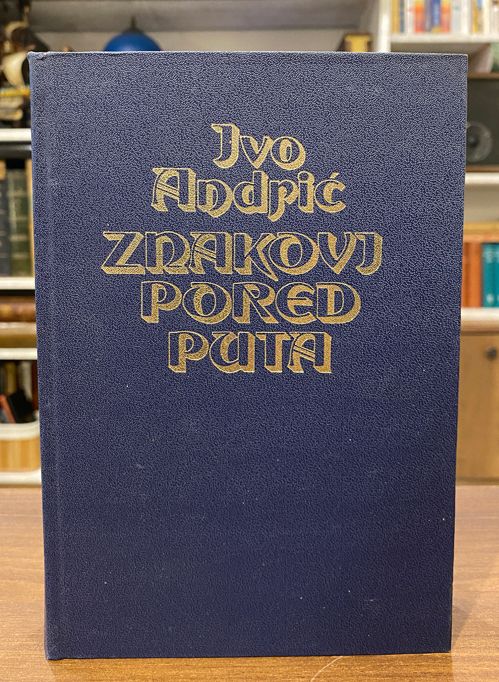 Ivo
Andrić
ZNAKOVI
PORED
PUTA